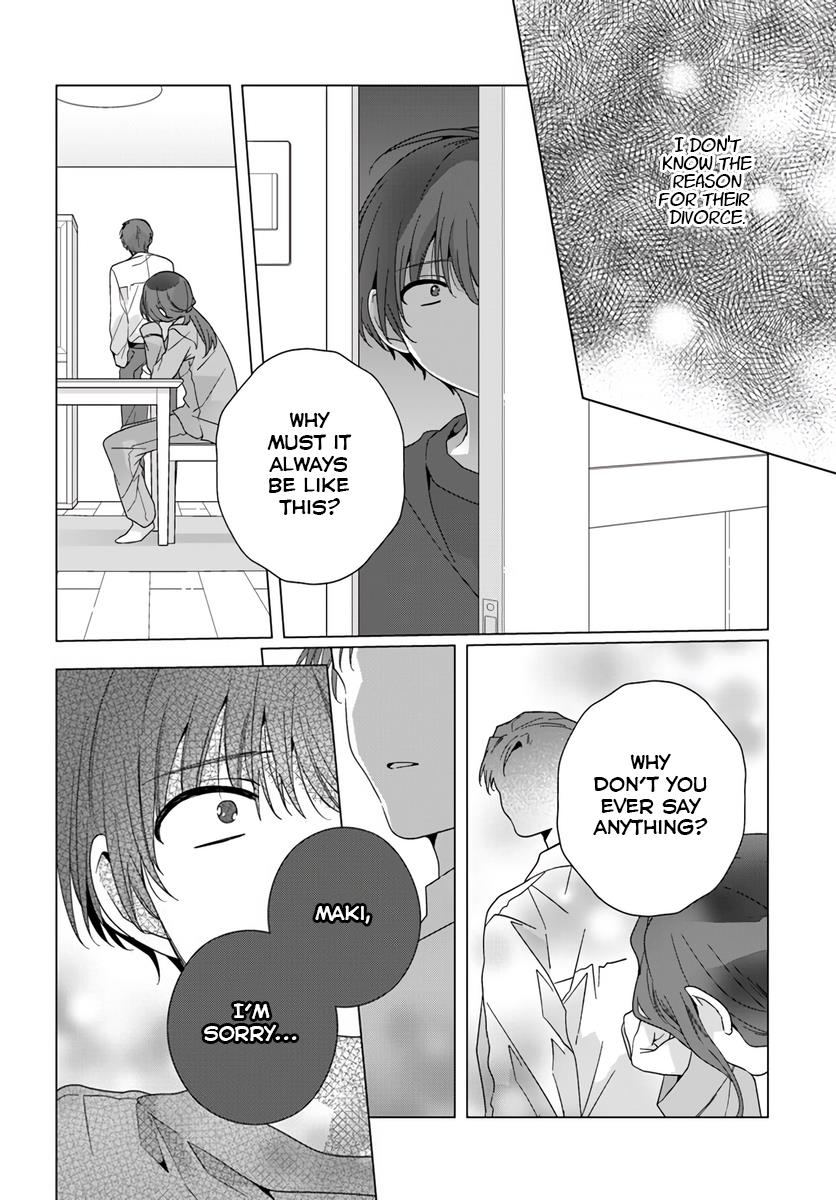 I DON'T
KNOW THE
REASON
FOR THEIR
DIVORCE.
WHY
MUST IT
ALWAYS
BE LIKE
THIS?
WHY
DON'T YOU
EVER SAY
ANYTHING?
MAKI,
I'M
SORRY...